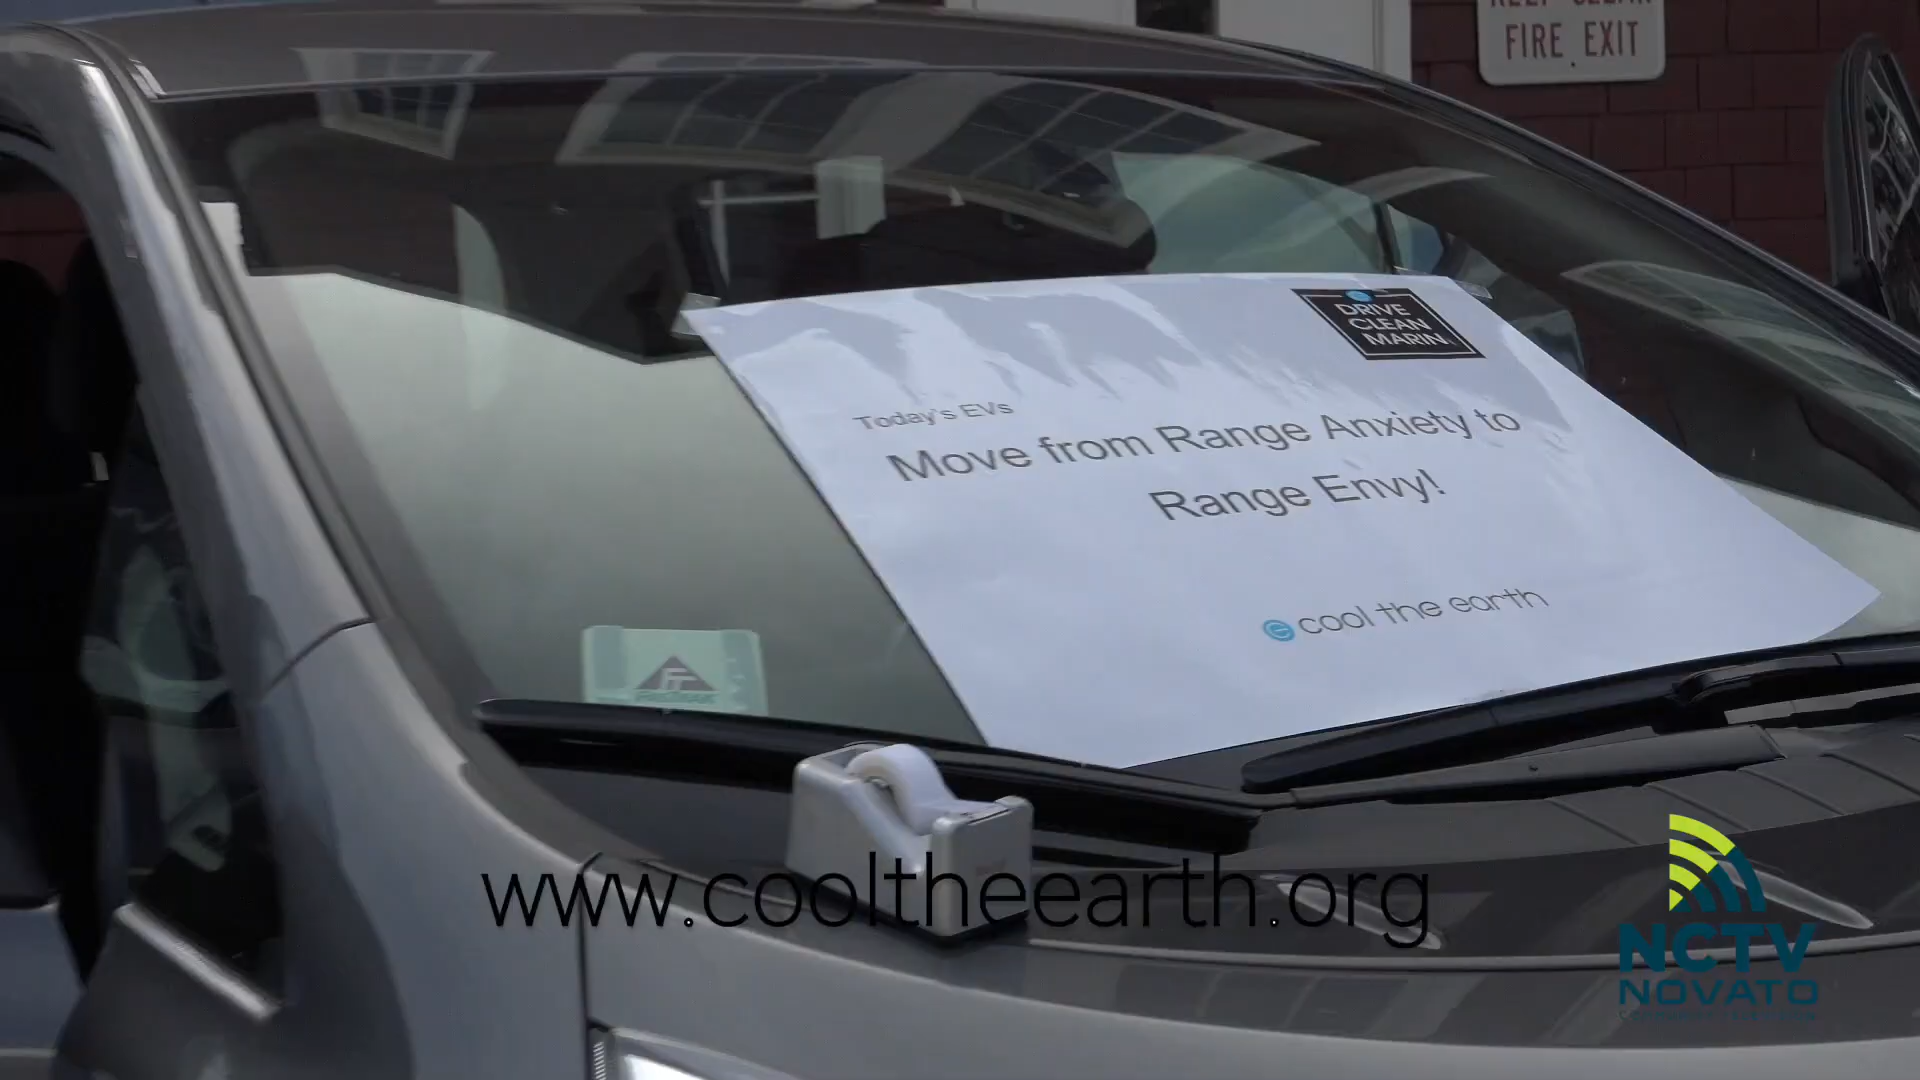 FIRE EXIT
DRIVE
CLEAN
MARIN
Today's EVs
Move from Range Anxiety to
Range Envy!
cool the earth
www.cooltheearth.org
NCTV
NOVATO